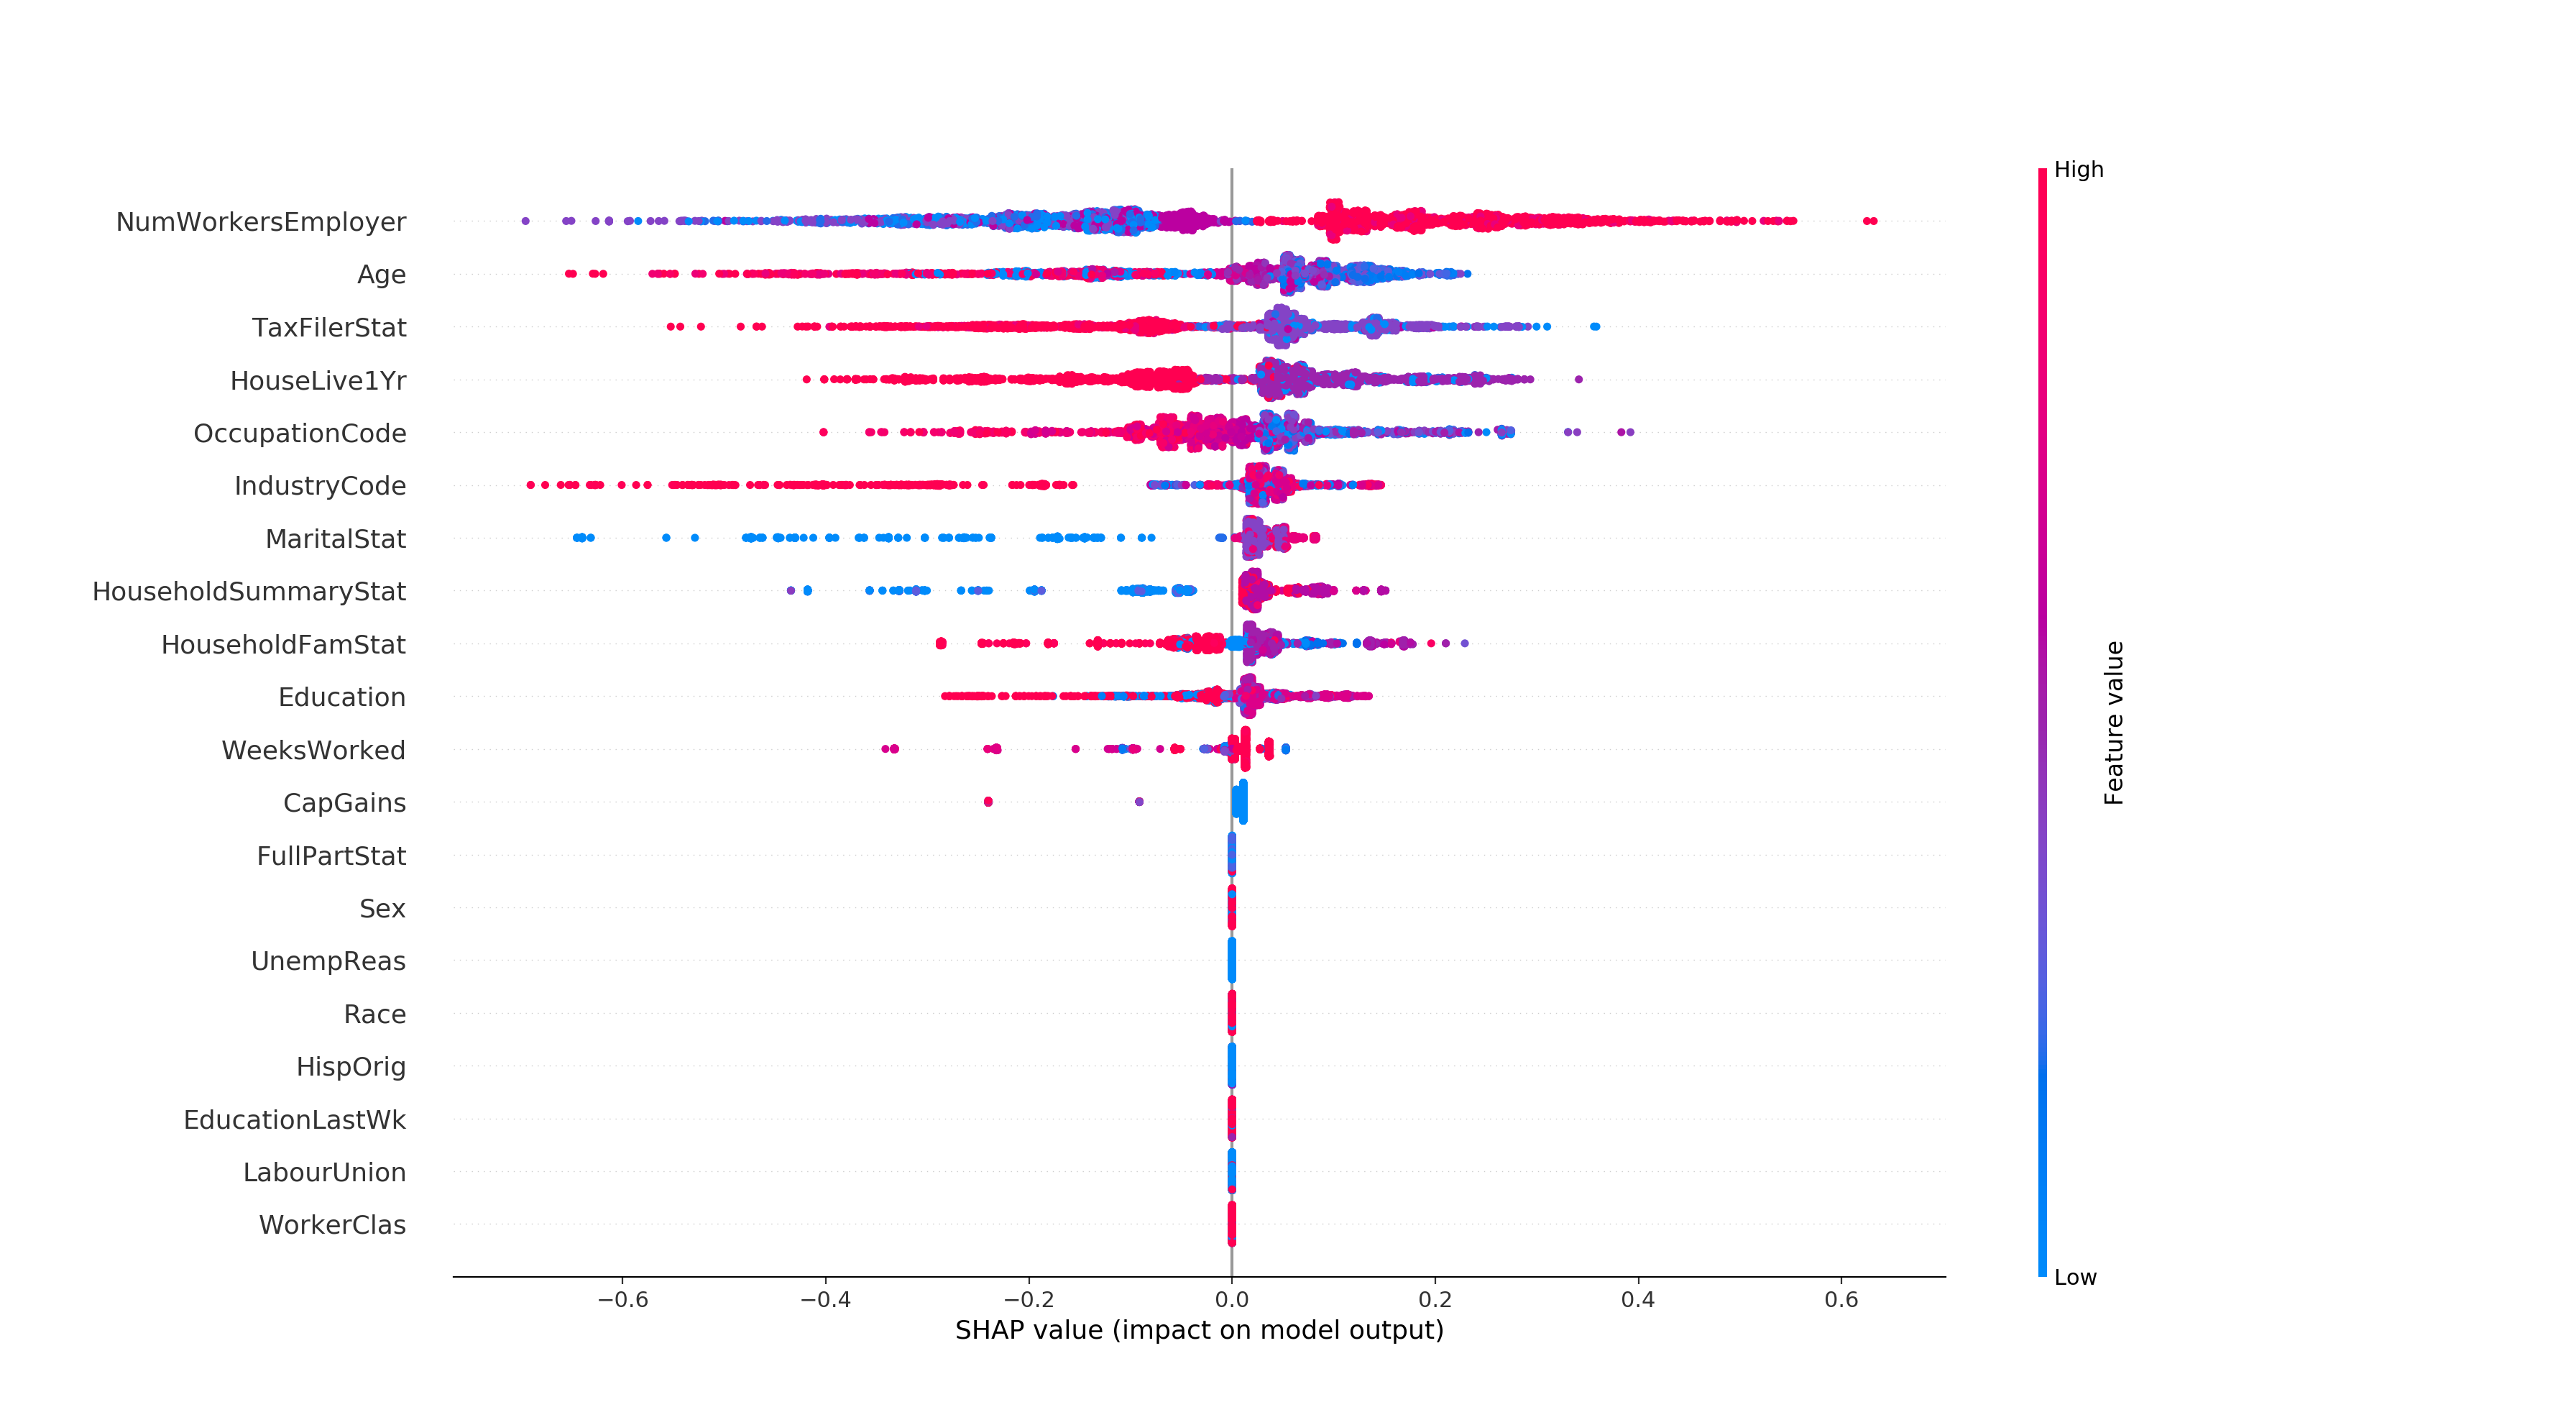 High
NumWorkersEmployer
Age
TaxFilerStat
HouseLive1Yr
OccupationCode
IndustryCode
MaritalStat
HouseholdSummaryStat
HouseholdFamStat
Education
WeeksWorked
CapGains
FullPartStat
Sex
UnempReas
Race
HispOrig
EducationLastWk
LabourUnion
WorkerClas
Feature value
Low
−0.6 −0.4 −0.2 0.0 0.2 0.4 0.6
SHAP value (impact on model output)